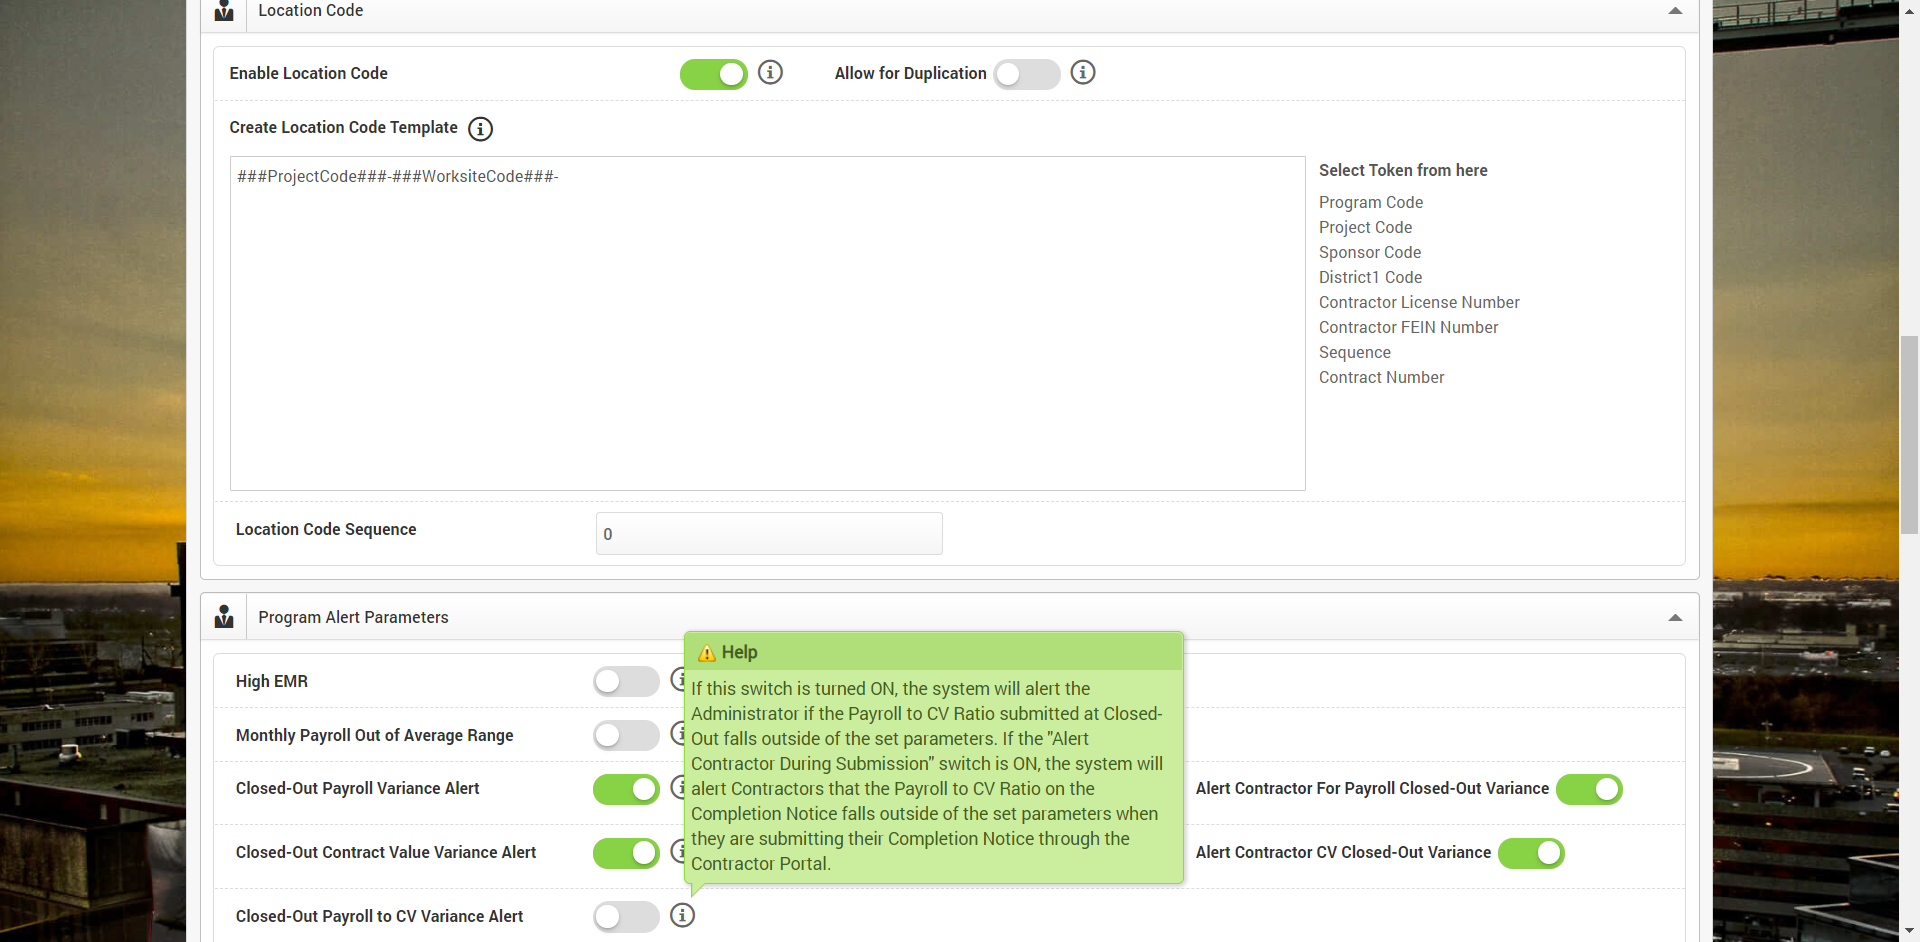 Location Code
Enable Location Code
Allow for Duplication
Create Location Code Template
###ProjectCode###-###WorksiteCode###-
Select Token from here
Program Code
Project Code
Sponsor Code
District1 Code
Contractor License Number
Contractor FEIN Number
Sequence
Contract Number
Location Code Sequence
0
Program Alert Parameters
Help
If this switch is turned ON, the system will alert the
Administrator if the Payroll to CV Ratio submitted at Closed-
Out falls outside of the set parameters. If the "Alert
Contractor During Submission" switch is ON, the system will
alert Contractors that the Payroll to CV Ratio on the
Completion Notice falls outside of the set parameters when
they are submitting their Completion Notice through the
Contractor Portal.
High EMR
Monthly Payroll Out of Average Range
Closed-Out Payroll Variance Alert
Alert Contractor For Payroll Closed-Out Variance
Closed-Out Contract Value Variance Alert
Alert Contractor CV Closed-Out Variance
Closed-Out Payroll to CV Variance Alert